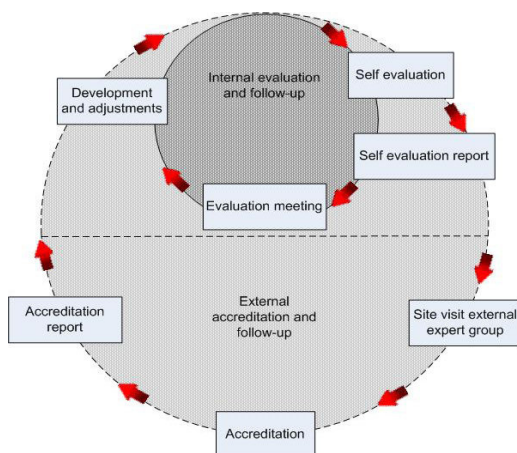 Internal evaluation
and follow-up
Self evaluation
Development
and adjustments
Self evaluation report
Evaluation meeting
External
accreditation and
follow-up
Accreditation
report
Site visit external
expert group
Accreditation